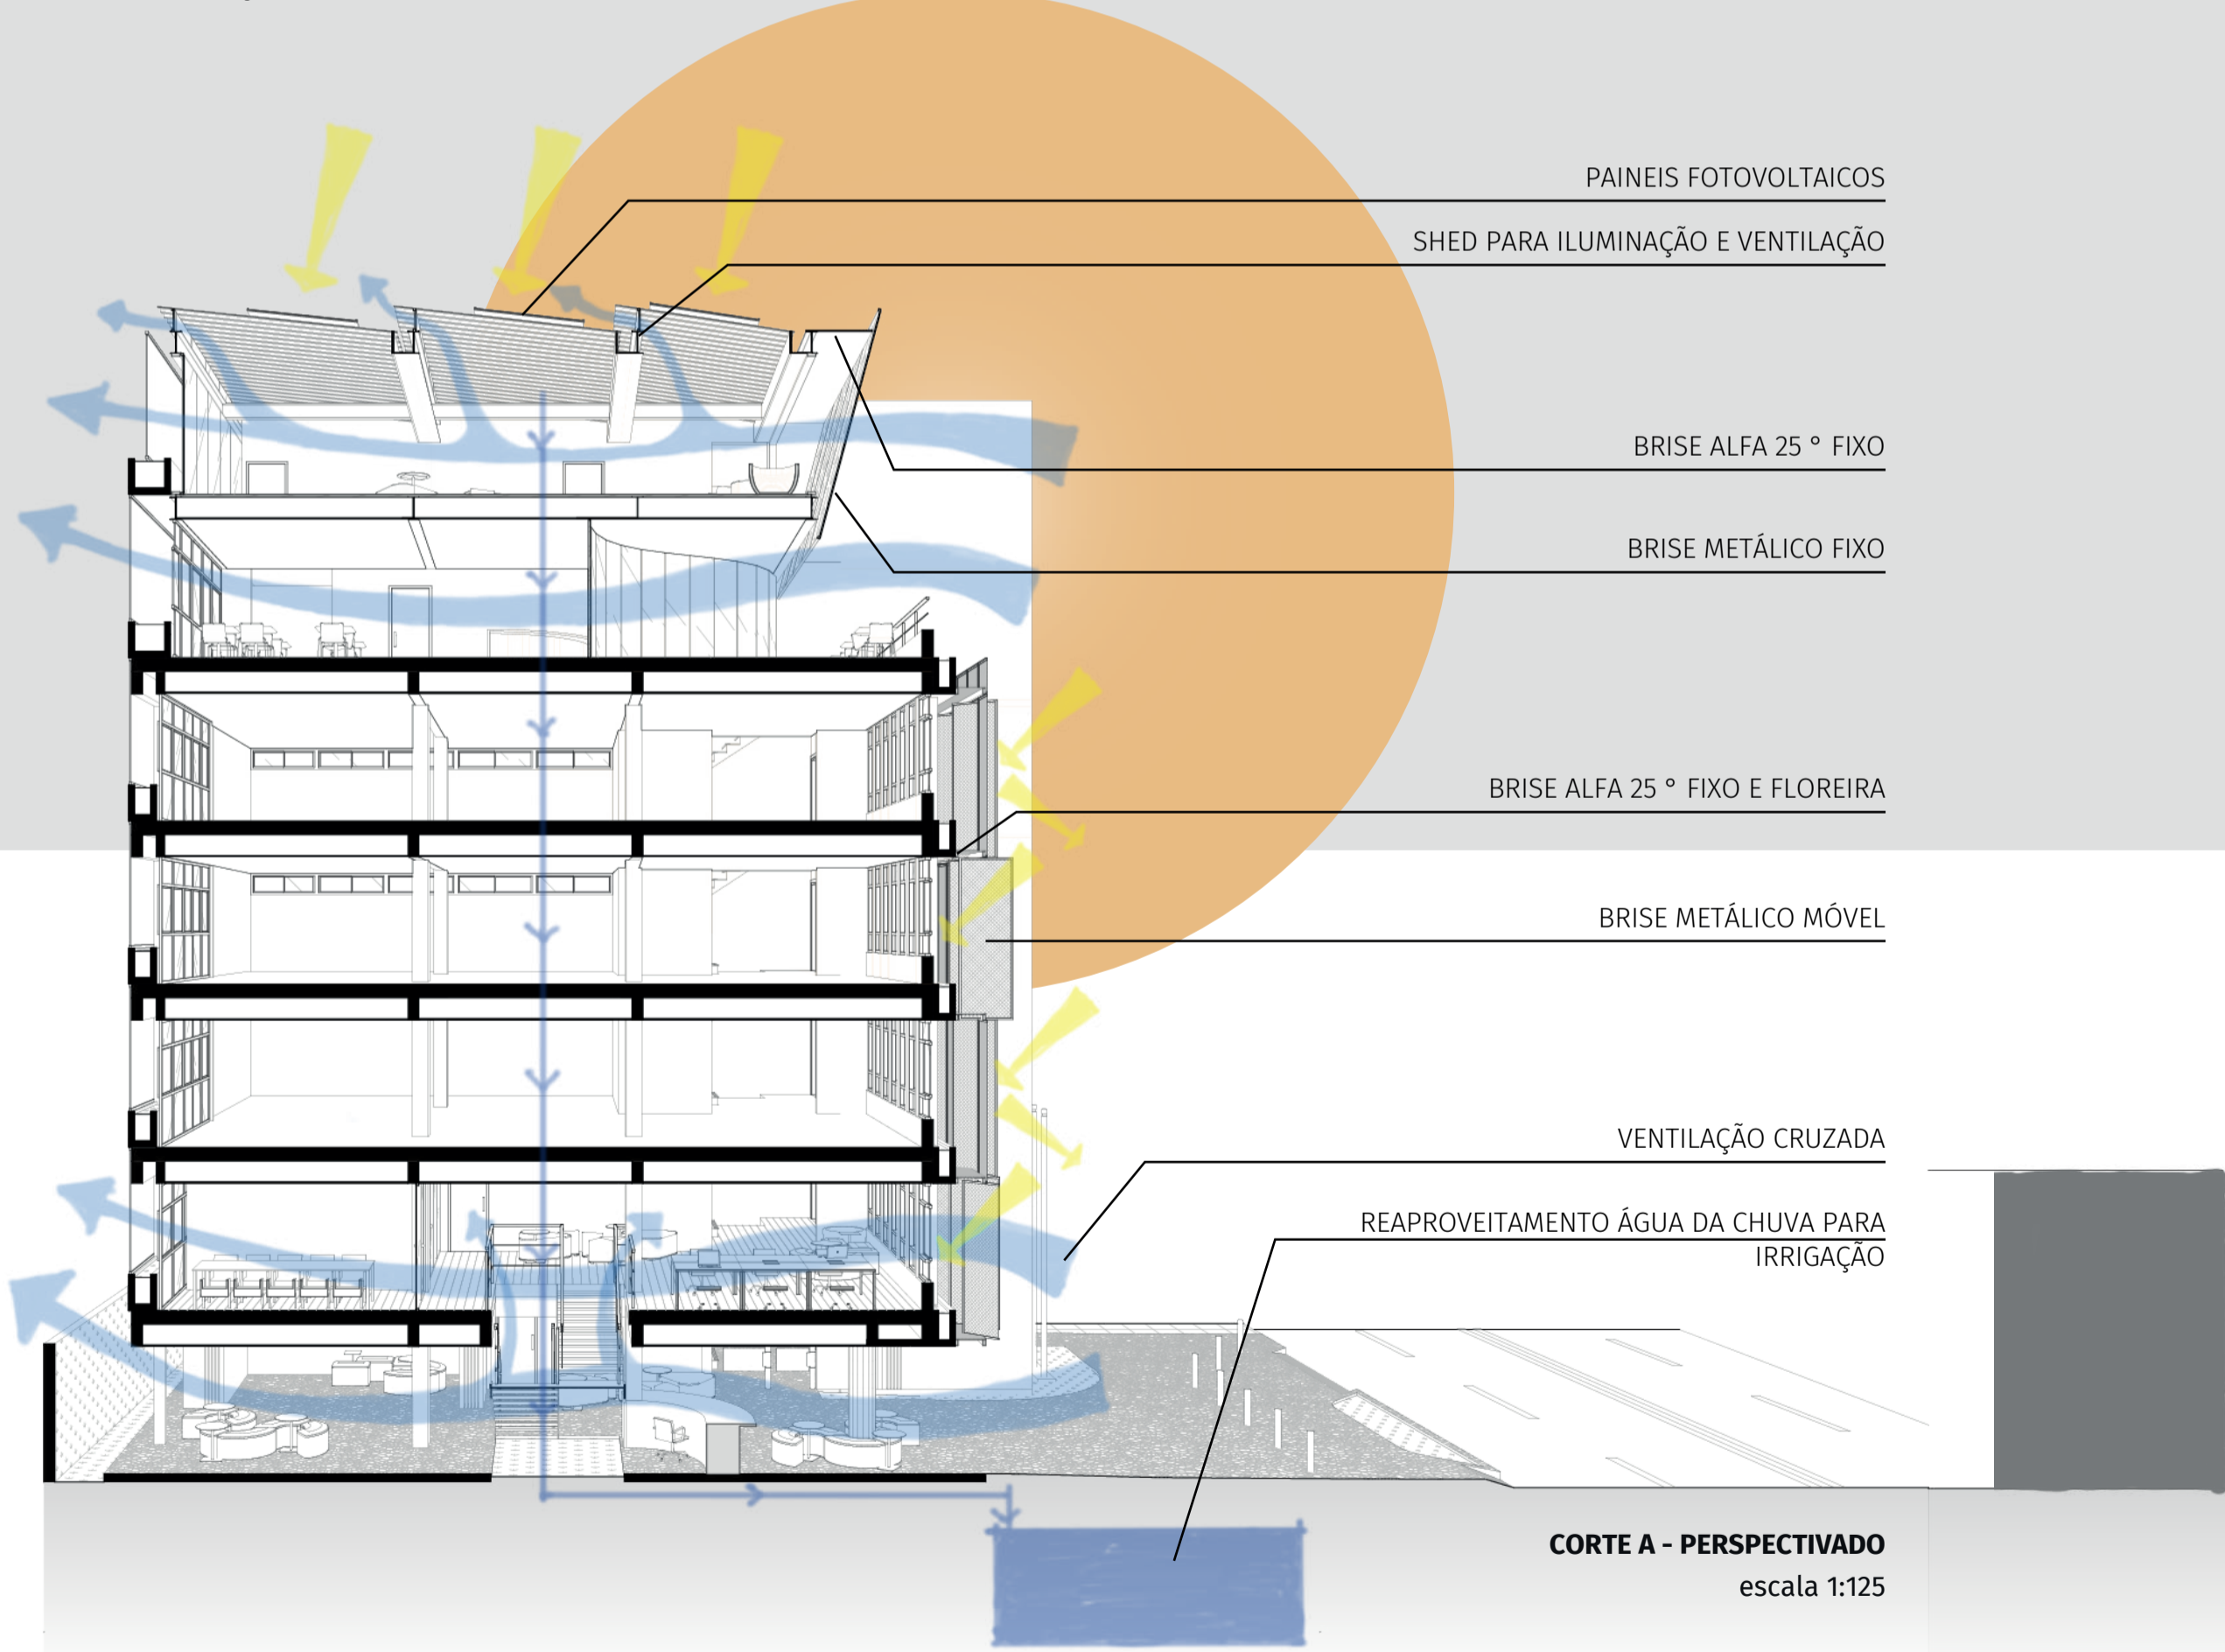 PAINEIS FOTOVOLTAICOS
SHED PARA ILUMINAÇÃO E VENTILAÇÃO
BRISE ALFA 25 ° FIXO
BRISE METÁLICO FIXO
BRISE ALFA 25 ° FIXO E FLOREIRA
BRISE METÁLICO MÓVEL
VENTILAÇÃO CRUZADA
REAPROVEITAMENTO ÁGUA DA CHUVA PARA
IRRIGAÇÃO
CORTE A - PERSPECTIVADO
escala 1:125